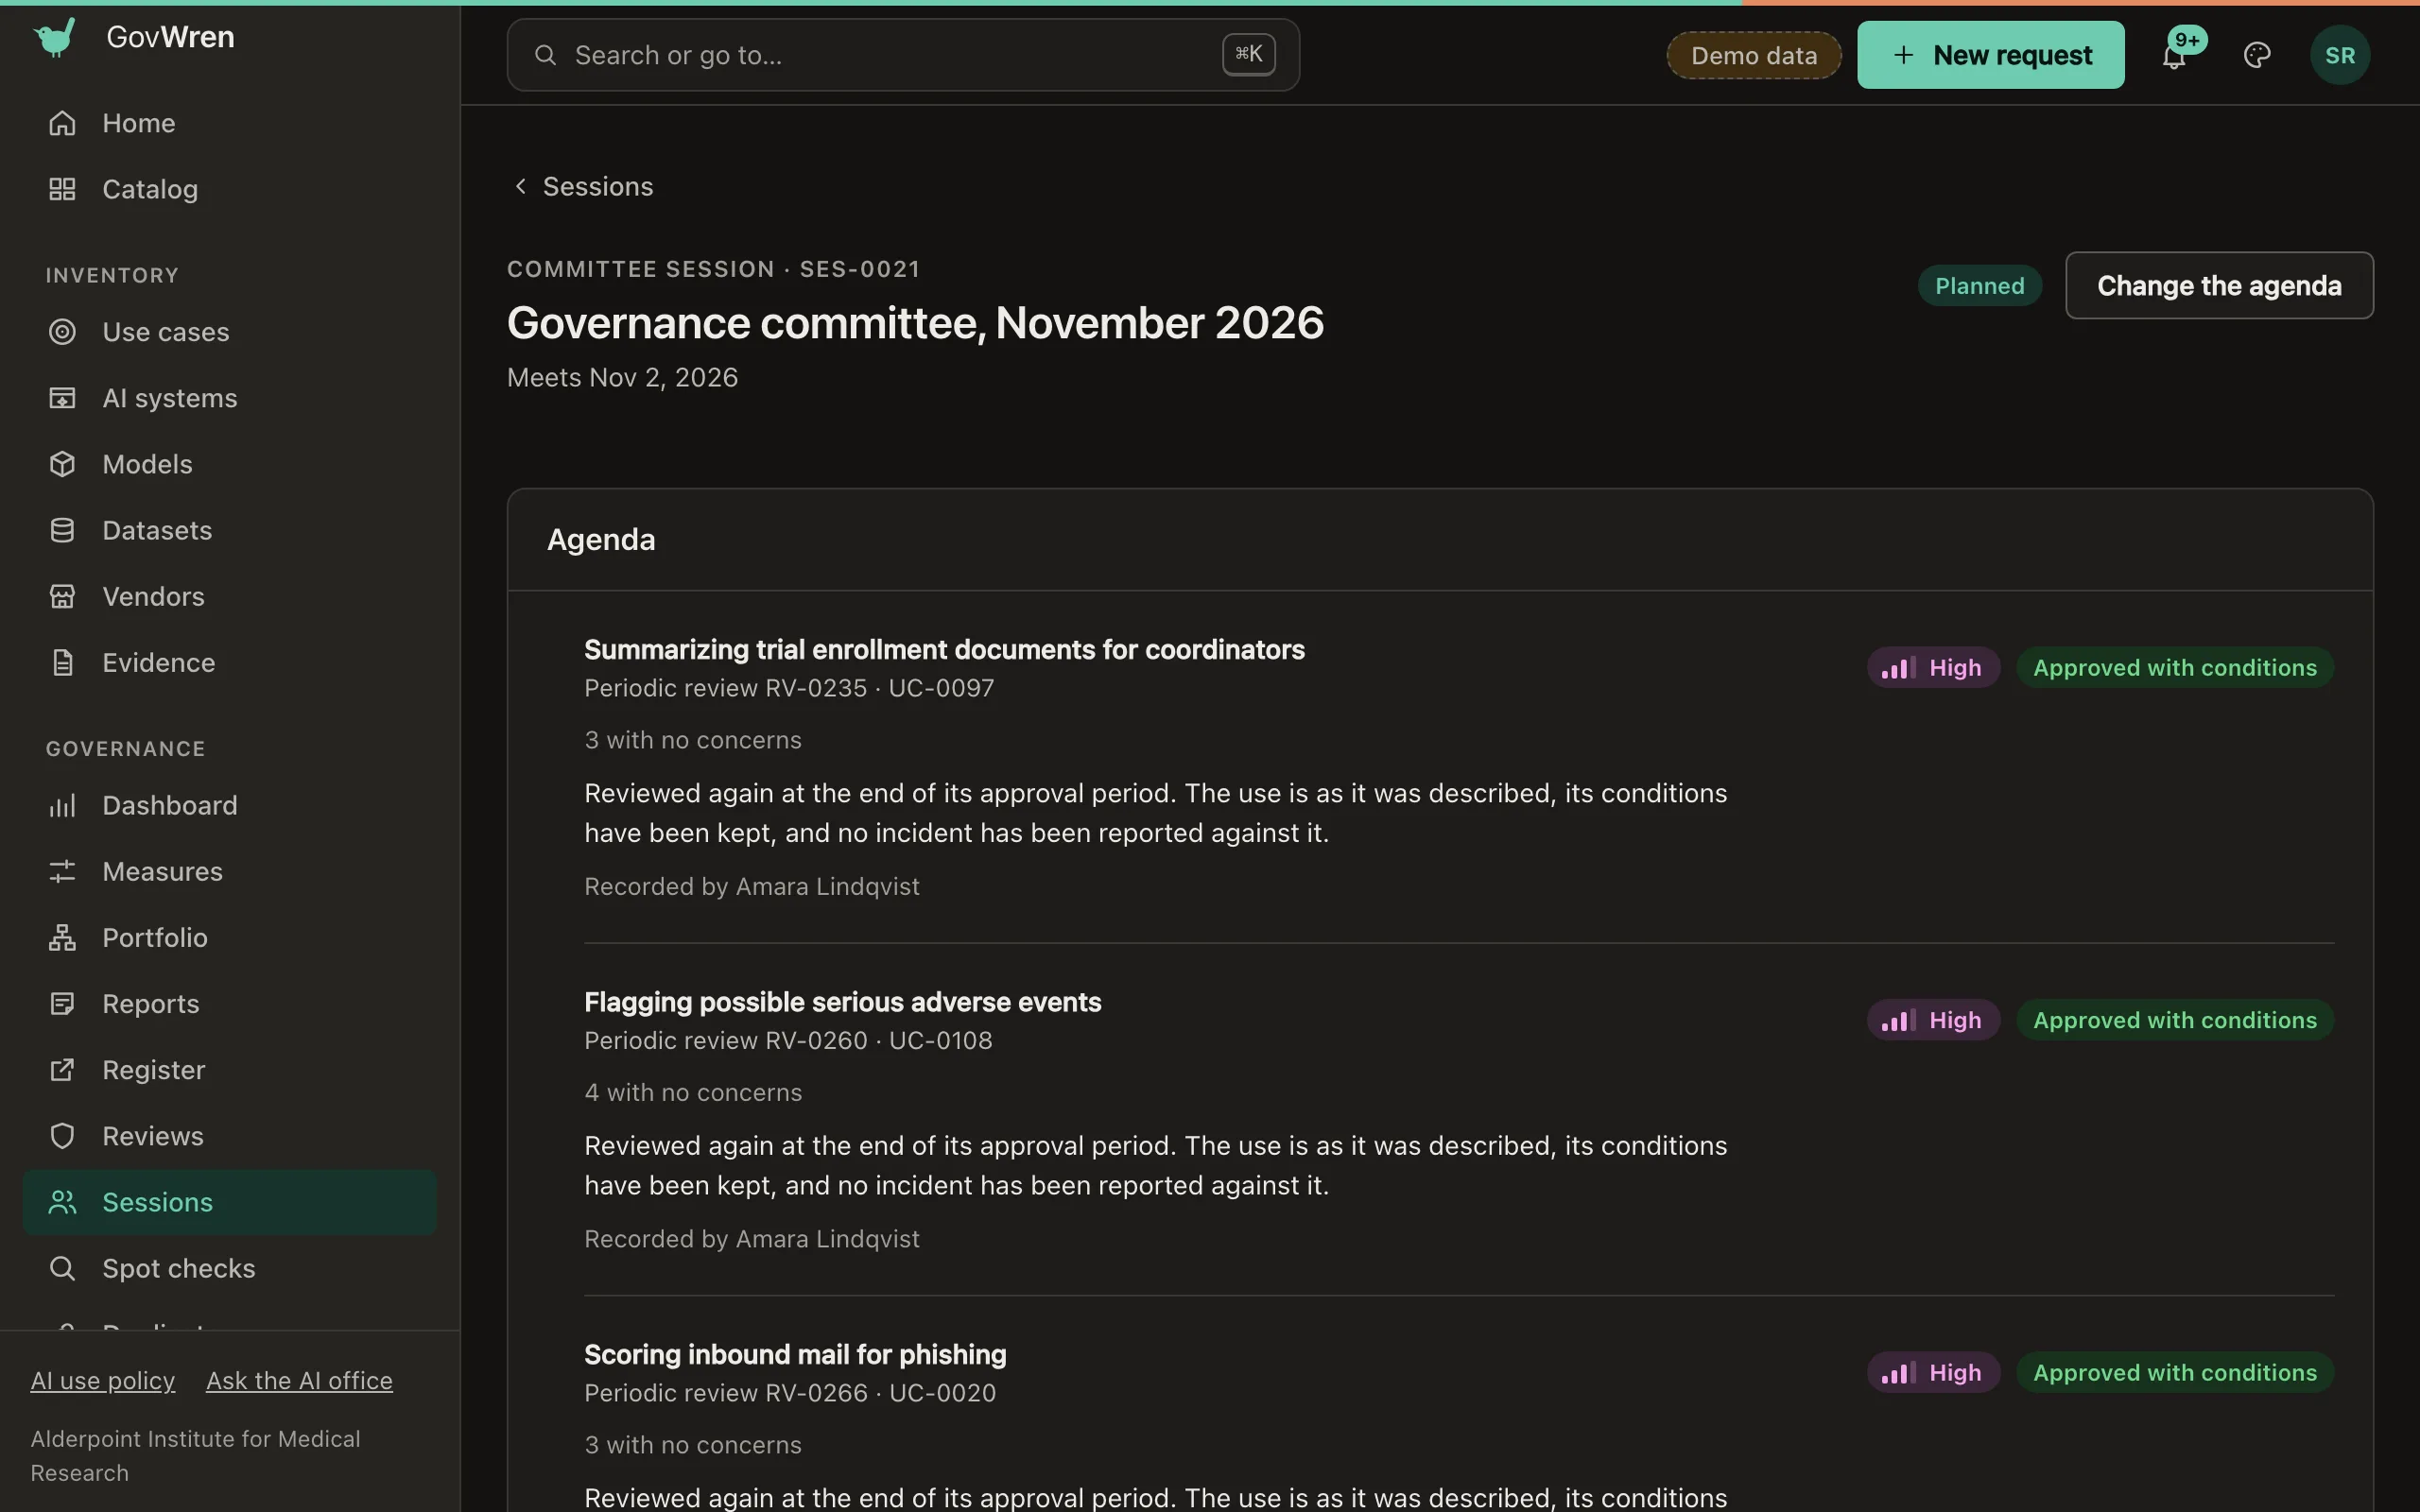 GovWren
Search or go to...
⌘K
Demo data
+ New request
9+
SR
Home
Catalog
INVENTORY
Use cases
AI systems
Models
Datasets
Vendors
Evidence
GOVERNANCE
Dashboard
Measures
Portfolio
Reports
Register
Reviews
Sessions
Spot checks
AI use policy
Ask the AI office
Alderpoint Institute for Medical
Research
Sessions
COMMITTEE SESSION · SES-0021
Governance committee, November 2026
Meets Nov 2, 2026
Planned
Change the agenda
Agenda
Summarizing trial enrollment documents for coordinators
Periodic review RV-0235 · UC-0097
High
Approved with conditions
3 with no concerns
Reviewed again at the end of its approval period. The use is as it was described, its conditions
have been kept, and no incident has been reported against it.
Recorded by Amara Lindqvist
Flagging possible serious adverse events
Periodic review RV-0260 · UC-0108
High
Approved with conditions
4 with no concerns
Reviewed again at the end of its approval period. The use is as it was described, its conditions
have been kept, and no incident has been reported against it.
Recorded by Amara Lindqvist
Scoring inbound mail for phishing
Periodic review RV-0266 · UC-0020
High
Approved with conditions
3 with no concerns
Reviewed again at the end of its approval period. The use is as it was described, its conditions